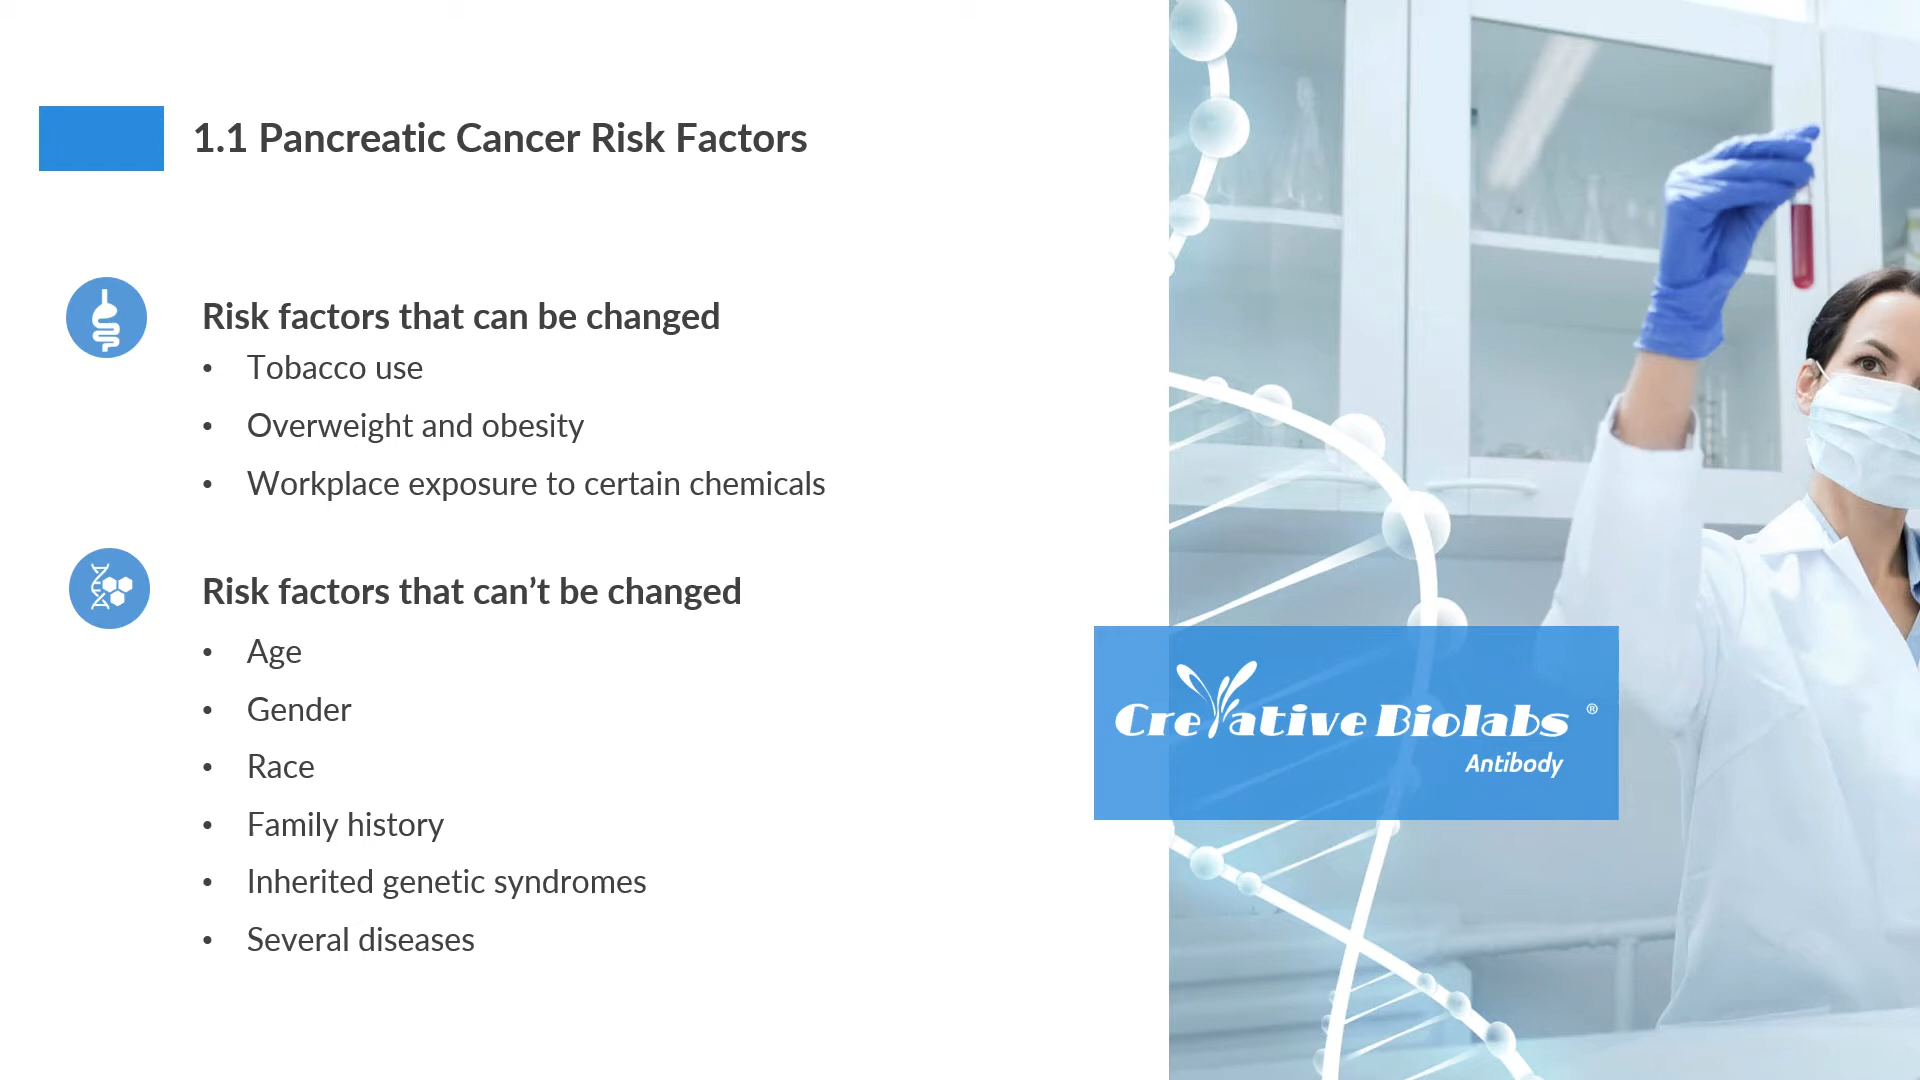 1.1 Pancreatic Cancer Risk Factors
Risk factors that can be changed
• Tobacco use
• Overweight and obesity
• Workplace exposure to certain chemicals
Risk factors that can’t be changed
• Age
• Gender
• Race
• Family history
• Inherited genetic syndromes
• Several diseases
Creative Biolabs ®
Antibody